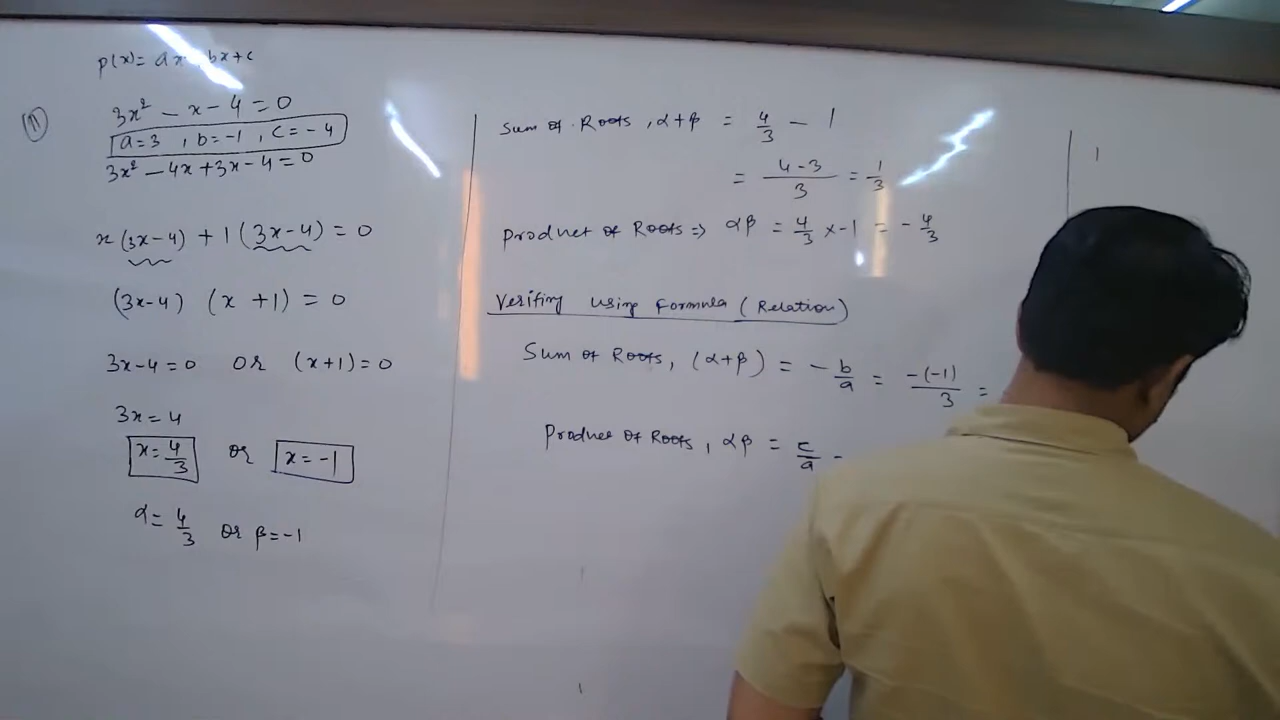 p(x) = ax bx+c
(11)
3x² - x - 4 = 0
a=3 , b=-1 , c=-4
3x² - 4x + 3x - 4 = 0
x (3x-4) + 1 (3x-4) = 0
(3x-4) (x +1) = 0
3x-4 = 0 or (x+1) = 0
3x = 4
x = 4/3 or x = -1
α = 4/3 or β = -1
Sum of Roots , α+β = 4/3 - 1
= (4-3)/3 = 1/3
Product of Roots ⇒ αβ = 4/3 x -1 = - 4/3
Verifing using Formula ( Relation )
Sum of Roots, (α+β) = - b/a = -(-1)/3 =
Product of Roots , αβ = c/a -
1